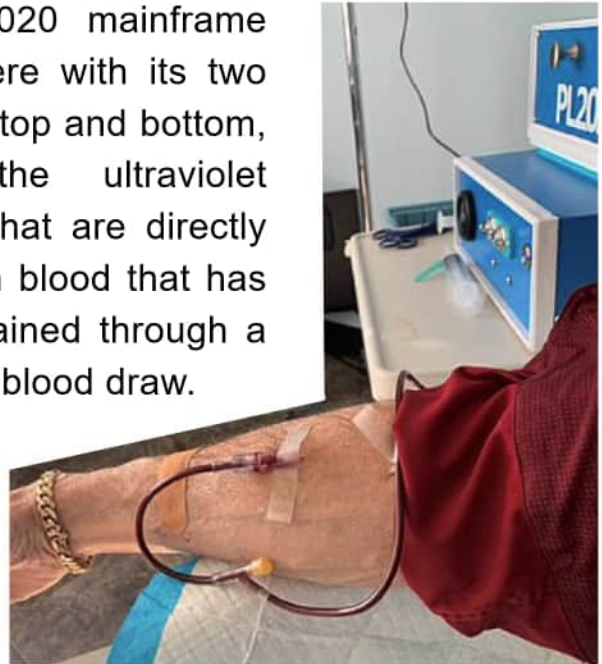 020 mainframe
ere with its two
top and bottom,
the ultraviolet
hat are directly
blood that has
ained through a
blood draw.
PL20